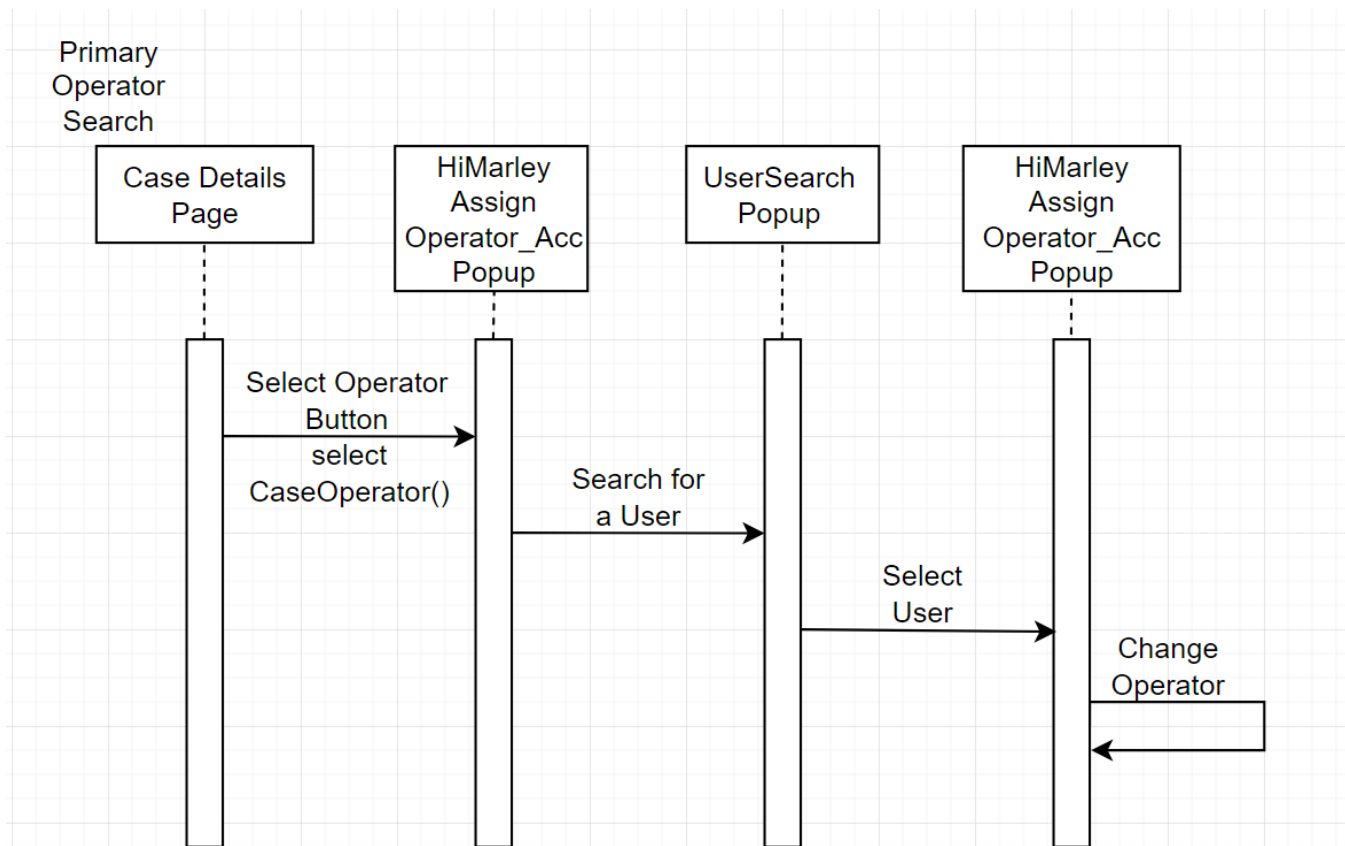 Primary
Operator
Search
Case Details
Page
HiMarley
Assign
Operator_Acc
Popup
UserSearch
Popup
HiMarley
Assign
Operator_Acc
Popup
Select Operator
Button
select
CaseOperator()
Search for
a User
Select
User
Change
Operator